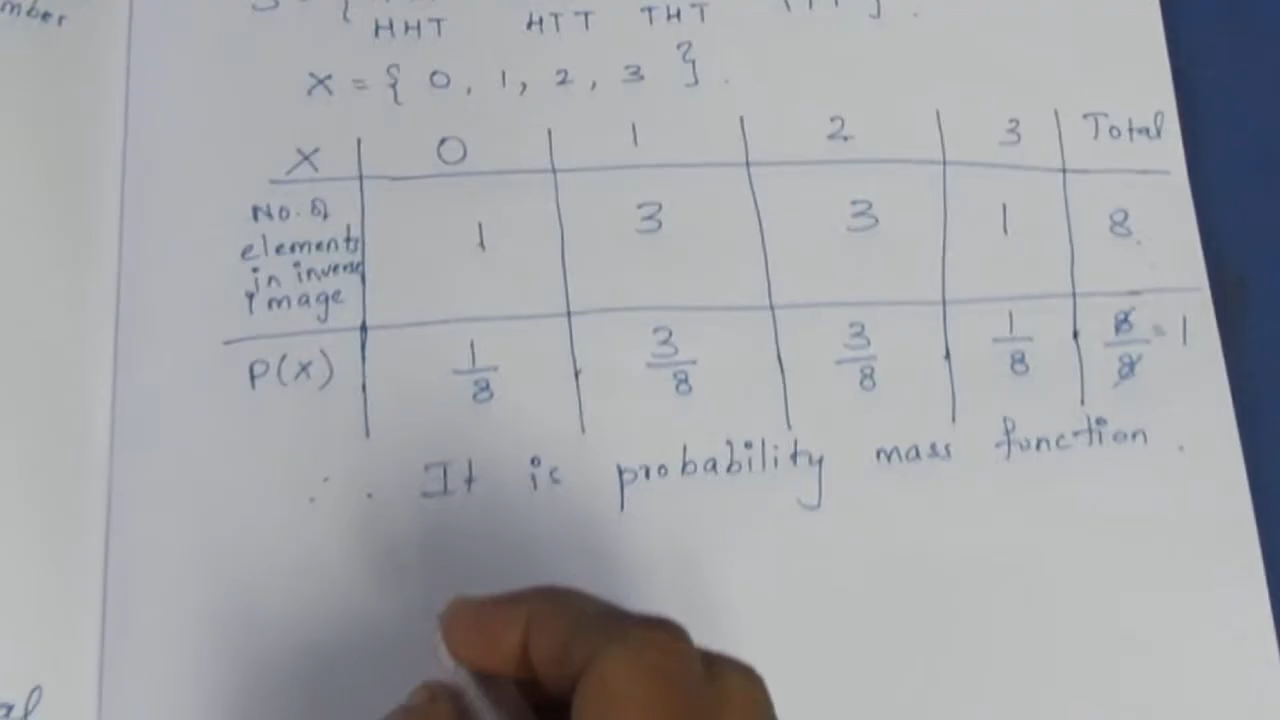 mber
S = {
HHT HTT THT
X = { 0, 1, 2, 3 } .
X 0 1 2 3 Total
No. of
elements
in inverse
Image
1 3 3 1 8
P(X) 1/8 3/8 3/8 1/8 8/8 = 1
∴ It is probability mass function .
al